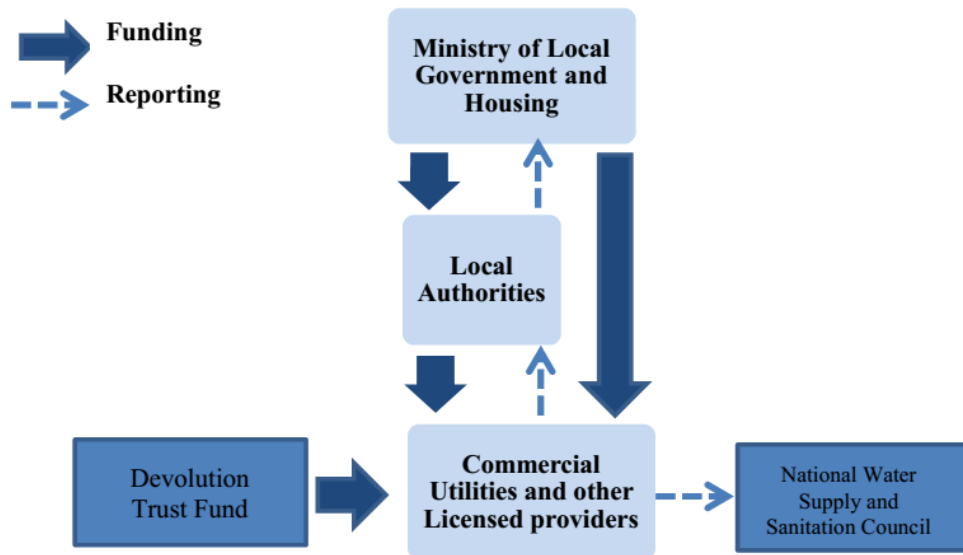 Funding
Reporting
Ministry of Local
Government and
Housing
Local
Authorities
Devolution
Trust Fund
Commercial
Utilities and other
Licensed providers
National Water
Supply and
Sanitation Council